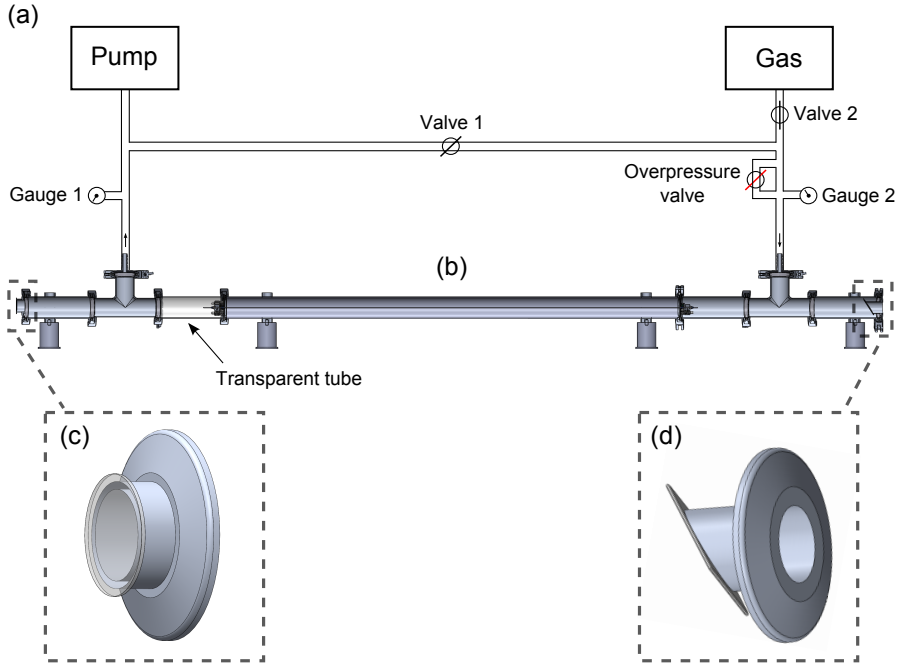 (a)
Pump
Gas
Valve 1
Valve 2
Overpressure
valve
Gauge 1
Gauge 2
(b)
Transparent tube
(c)
(d)